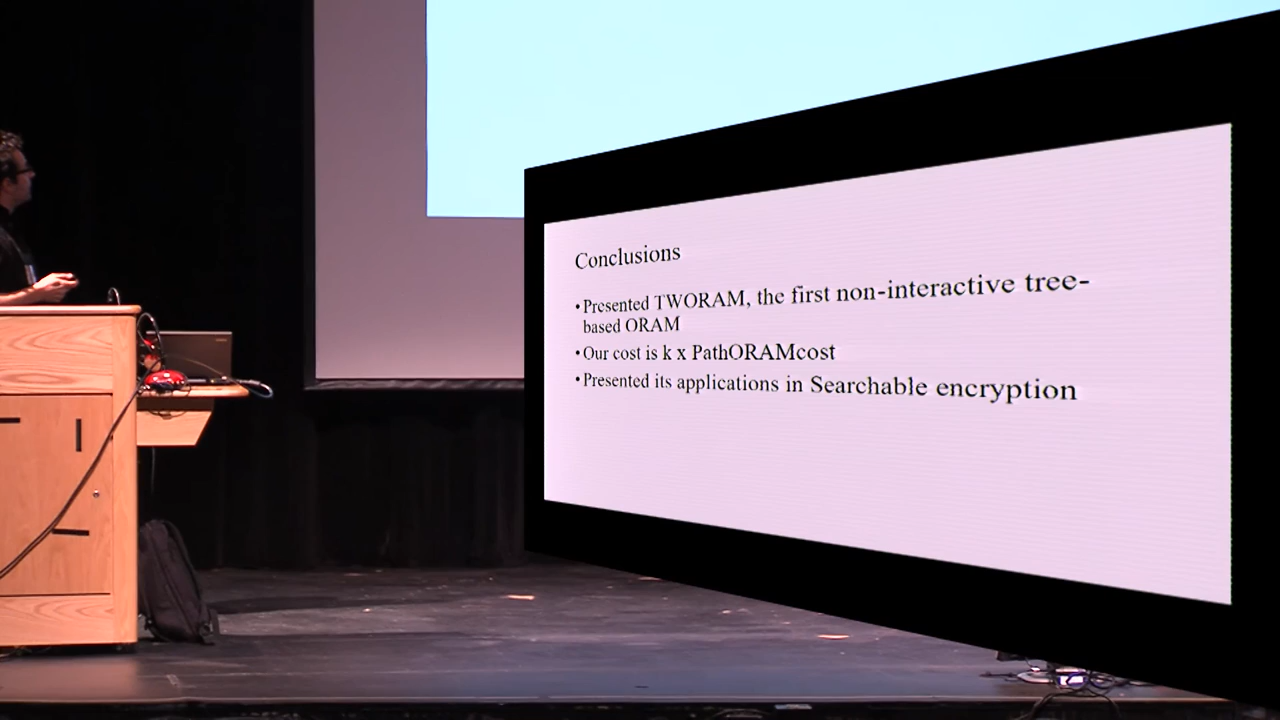 Conclusions
•Presented TWORAM, the first non-interactive tree-
based ORAM
•Our cost is k x PathORAMcost
•Presented its applications in Searchable encryption